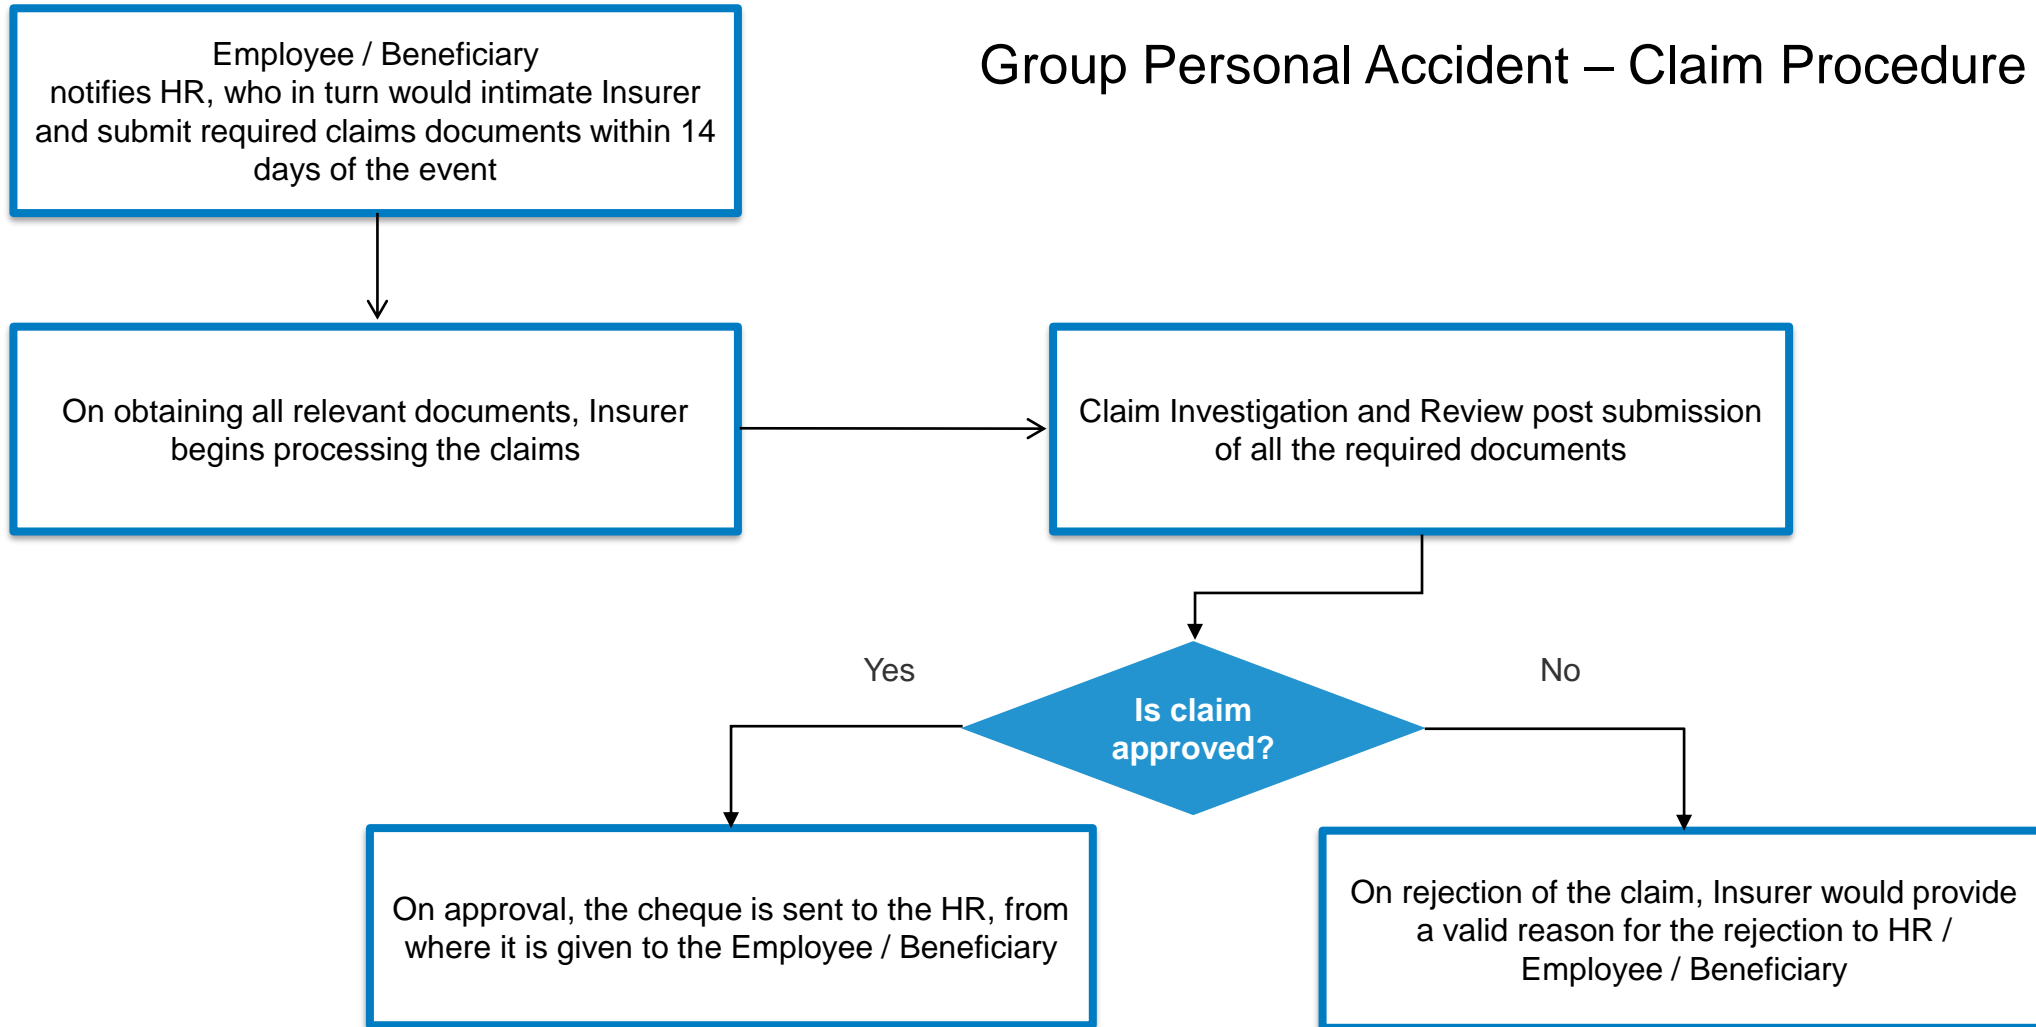 Group Personal Accident – Claim Procedure
Employee / Beneficiary
notifies HR, who in turn would intimate Insurer
and submit required claims documents within 14
days of the event
On obtaining all relevant documents, Insurer
begins processing the claims
Claim Investigation and Review post submission
of all the required documents
Is claim
approved?
Yes
No
On approval, the cheque is sent to the HR, from
where it is given to the Employee / Beneficiary
On rejection of the claim, Insurer would provide
a valid reason for the rejection to HR /
Employee / Beneficiary